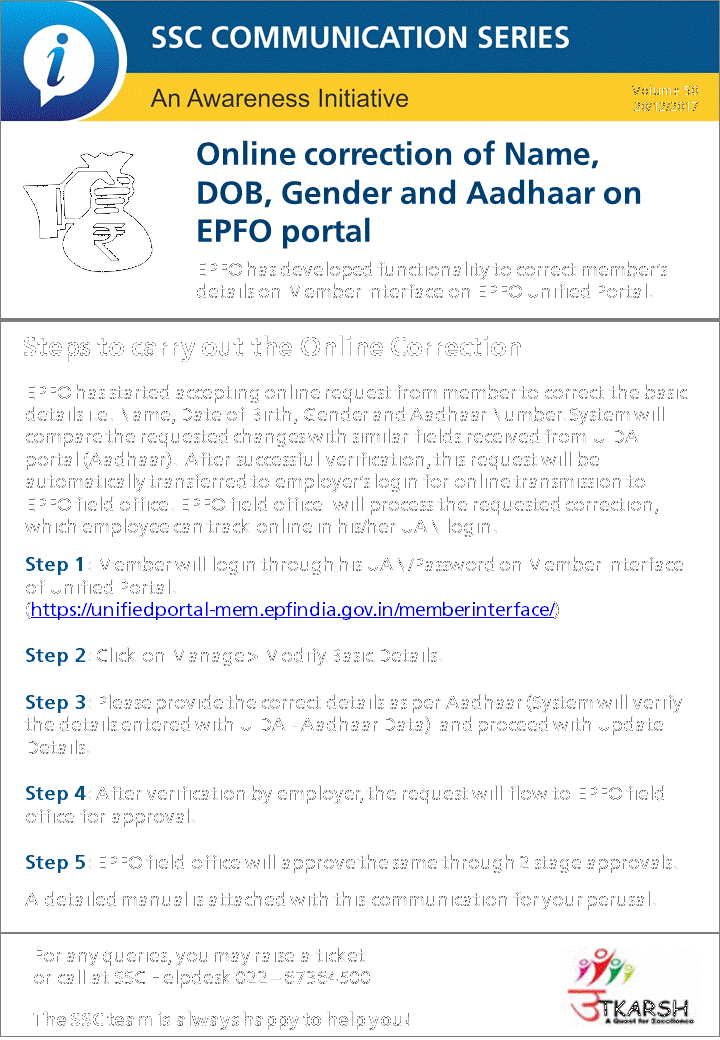 SSC COMMUNICATION SERIES
An Awareness Initiative
Volume 30
20/12/2017
Online correction of Name,
DOB, Gender and Aadhaar on
EPFO portal
EPFO has developed functionality to correct member's
details on Member Interface on EPFO Unified Portal.
Steps to carry out the Online Correction
EPFO has started accepting online request from member to correct the basic
details i.e. Name, Date of Birth, Gender and Aadhaar Number. System will
compare the requested changes with similar fields received from UIDAI
portal (Aadhaar). After successful verification, this request will be
automatically transferred to employer's login for online transmission to
EPFO field office. EPFO field office will process the requested correction,
which employee can track online in his/her UAN login.
Step 1: Member will login through his UAN/Password on Member Interface
of Unified Portal.
(https://unifiedportal-mem.epfindia.gov.in/memberinterface/)
Step 2: Click on Manage > Modify Basic Details.
Step 3: Please provide the correct details as per Aadhaar (System will verify
the details entered with UIDAI - Aadhaar Data) and proceed with Update
Details.
Step 4: After verification by employer, the request will flow to EPFO field
office for approval.
Step 5: EPFO field office will approve the same through 2 stage approvals.
A detailed manual is attached with this communication for your perusal.
For any queries, you may raise a ticket
or call at SSC Helpdesk 022 –
The SSC team is always happy to help you!
उTKARSH
A Quest for Excellence